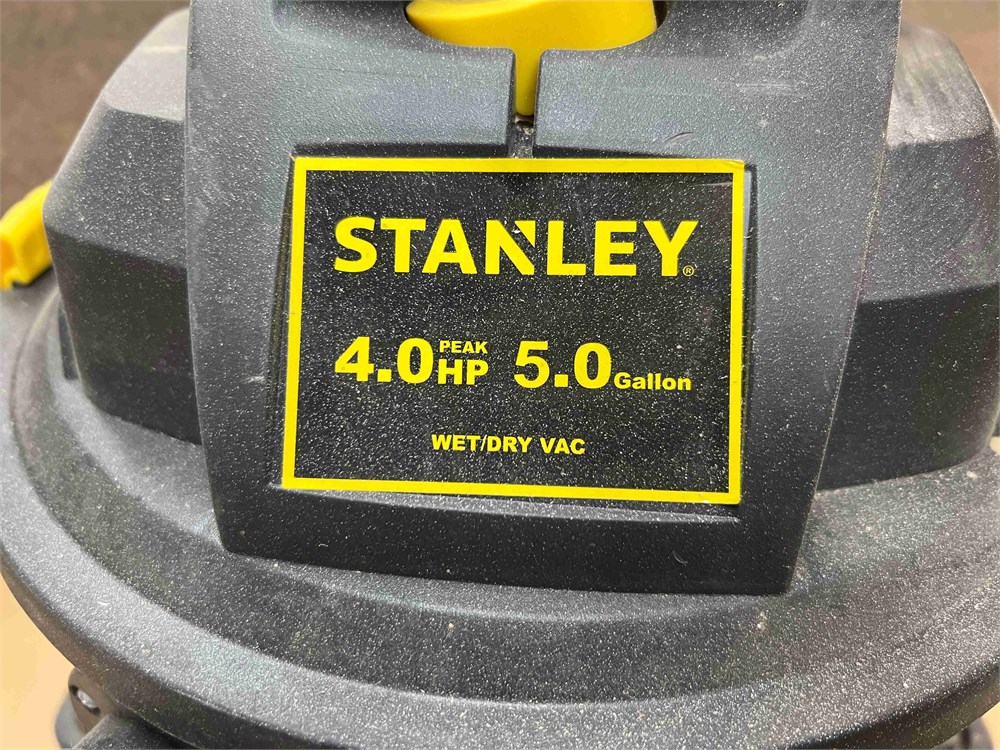 STANLEY®
4.0 PEAK HP 5.0 Gallon
WET/DRY VAC